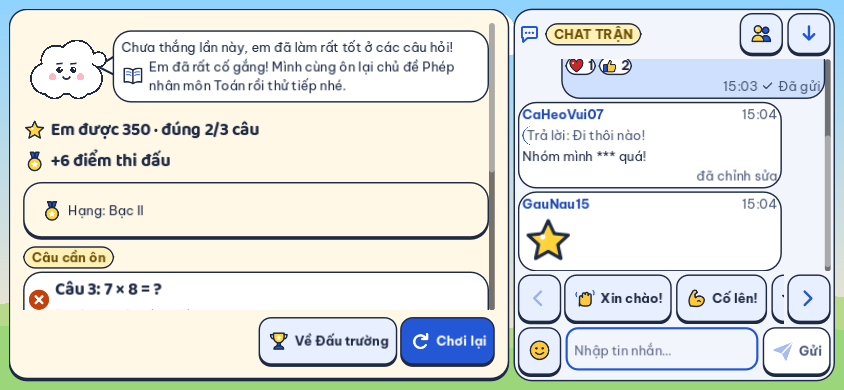 Chưa thắng lần này, em đã làm rất tốt ở các câu hỏi!
Em đã rất cố gắng! Mình cùng ôn lại chủ đề Phép
nhân môn Toán rồi thử tiếp nhé.
Em được 350 · đúng 2/3 câu
+6 điểm thi đấu
Hạng: Bạc II
Câu cần ôn
Câu 3: 7 × 8 = ?
Về Đấu trường
Chơi lại
CHAT TRẬN
1 2
15:03 ✓ Đã gửi
CaHeoVui07 15:04
Trả lời: Đi thôi nào!
Nhóm mình *** quá!
đã chỉnh sửa
GauNau15 15:04
Xin chào!
Cố lên!
Nhập tin nhắn...
Gửi